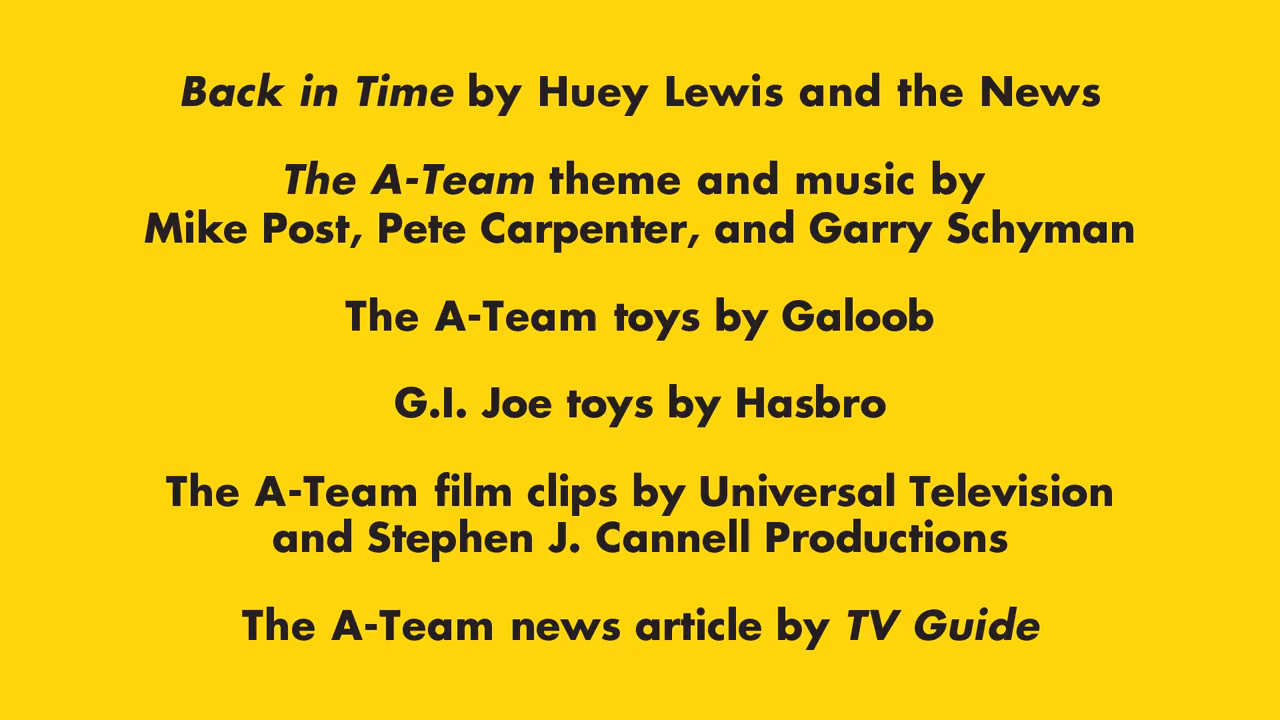 Back in Time by Huey Lewis and the News
The A-Team theme and music by
Mike Post, Pete Carpenter, and Garry Schyman
The A-Team toys by Galoob
G.I. Joe toys by Hasbro
The A-Team film clips by Universal Television
and Stephen J. Cannell Productions
The A-Team news article by TV Guide